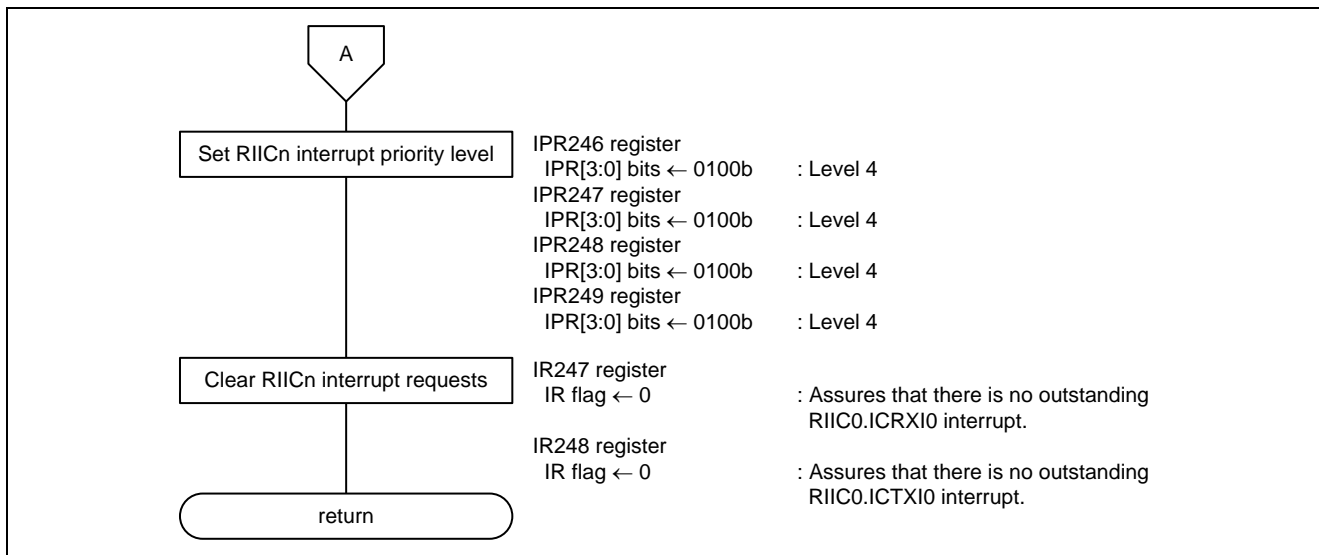 A
Set RIICn interrupt priority level
IPR246 register
IPR[3:0] bits ← 0100b : Level 4
IPR247 register
IPR[3:0] bits ← 0100b : Level 4
IPR248 register
IPR[3:0] bits ← 0100b : Level 4
IPR249 register
IPR[3:0] bits ← 0100b : Level 4
Clear RIICn interrupt requests
IR247 register
IR flag ← 0 : Assures that there is no outstanding
RIIC0.ICRXI0 interrupt.
IR248 register
IR flag ← 0 : Assures that there is no outstanding
RIIC0.ICTXI0 interrupt.
return